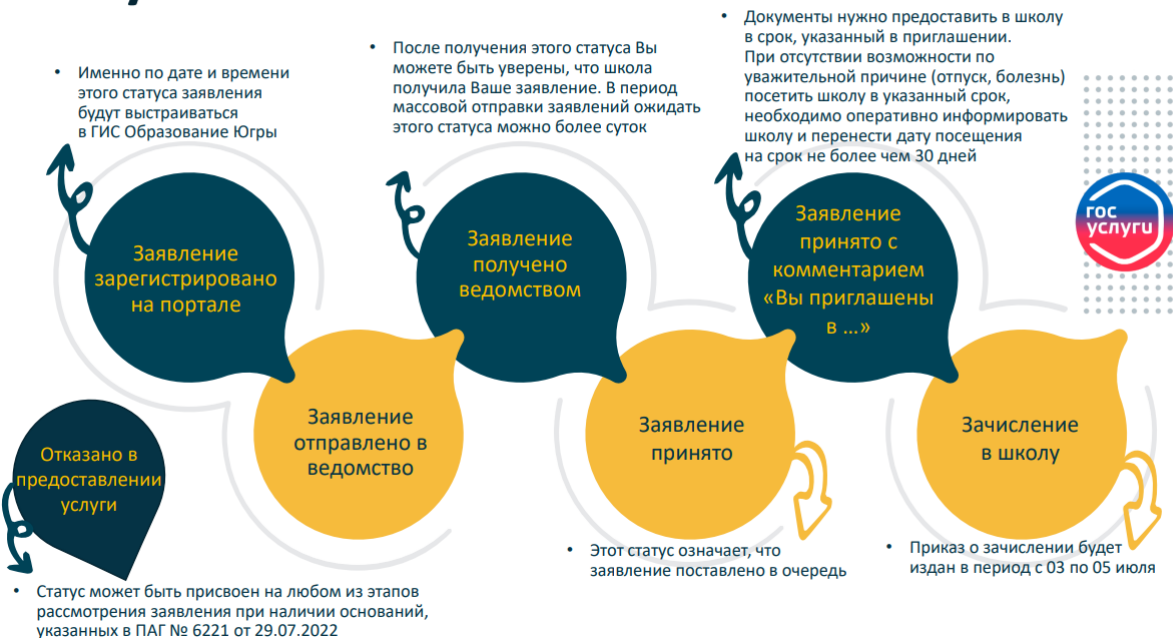 • Именно по дате и времени
этого статуса заявления
будут выстраиваться
в ГИС Образование Югры
• После получения этого статуса Вы
можете быть уверены, что школа
получила Ваше заявление. В период
массовой отправки заявлений ожидать
этого статуса можно более суток
• Документы нужно предоставить в школу
в срок, указанный в приглашении.
При отсутствии возможности по
уважительной причине (отпуск, болезнь)
посетить школу в указанный срок,
необходимо оперативно информировать
школу и перенести дату посещения
на срок не более чем 30 дней
гос
услуги
Заявление
зарегистрировано
на портале
Заявление
получено
ведомством
Заявление
принято с
комментарием
«Вы приглашены
в ...»
Отказано в
предоставлении
услуги
Заявление
отправлено в
ведомство
Заявление
принято
Зачисление
в школу
• Этот статус означает, что
заявление поставлено в очередь
• Приказ о зачислении будет
издан в период с 03 по 05 июля
• Статус может быть присвоен на любом из этапов
рассмотрения заявления при наличии оснований,
указанных в ПАГ № 6221 от 29.07.2022